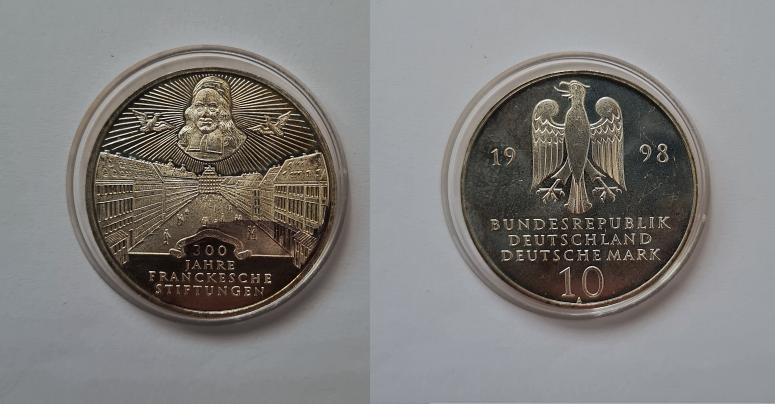 300
JAHRE
FRANCKESCHE
STIFTUNGEN
19 98
BUNDESREPUBLIK
DEUTSCHLAND
DEUTSCHE MARK
10
A